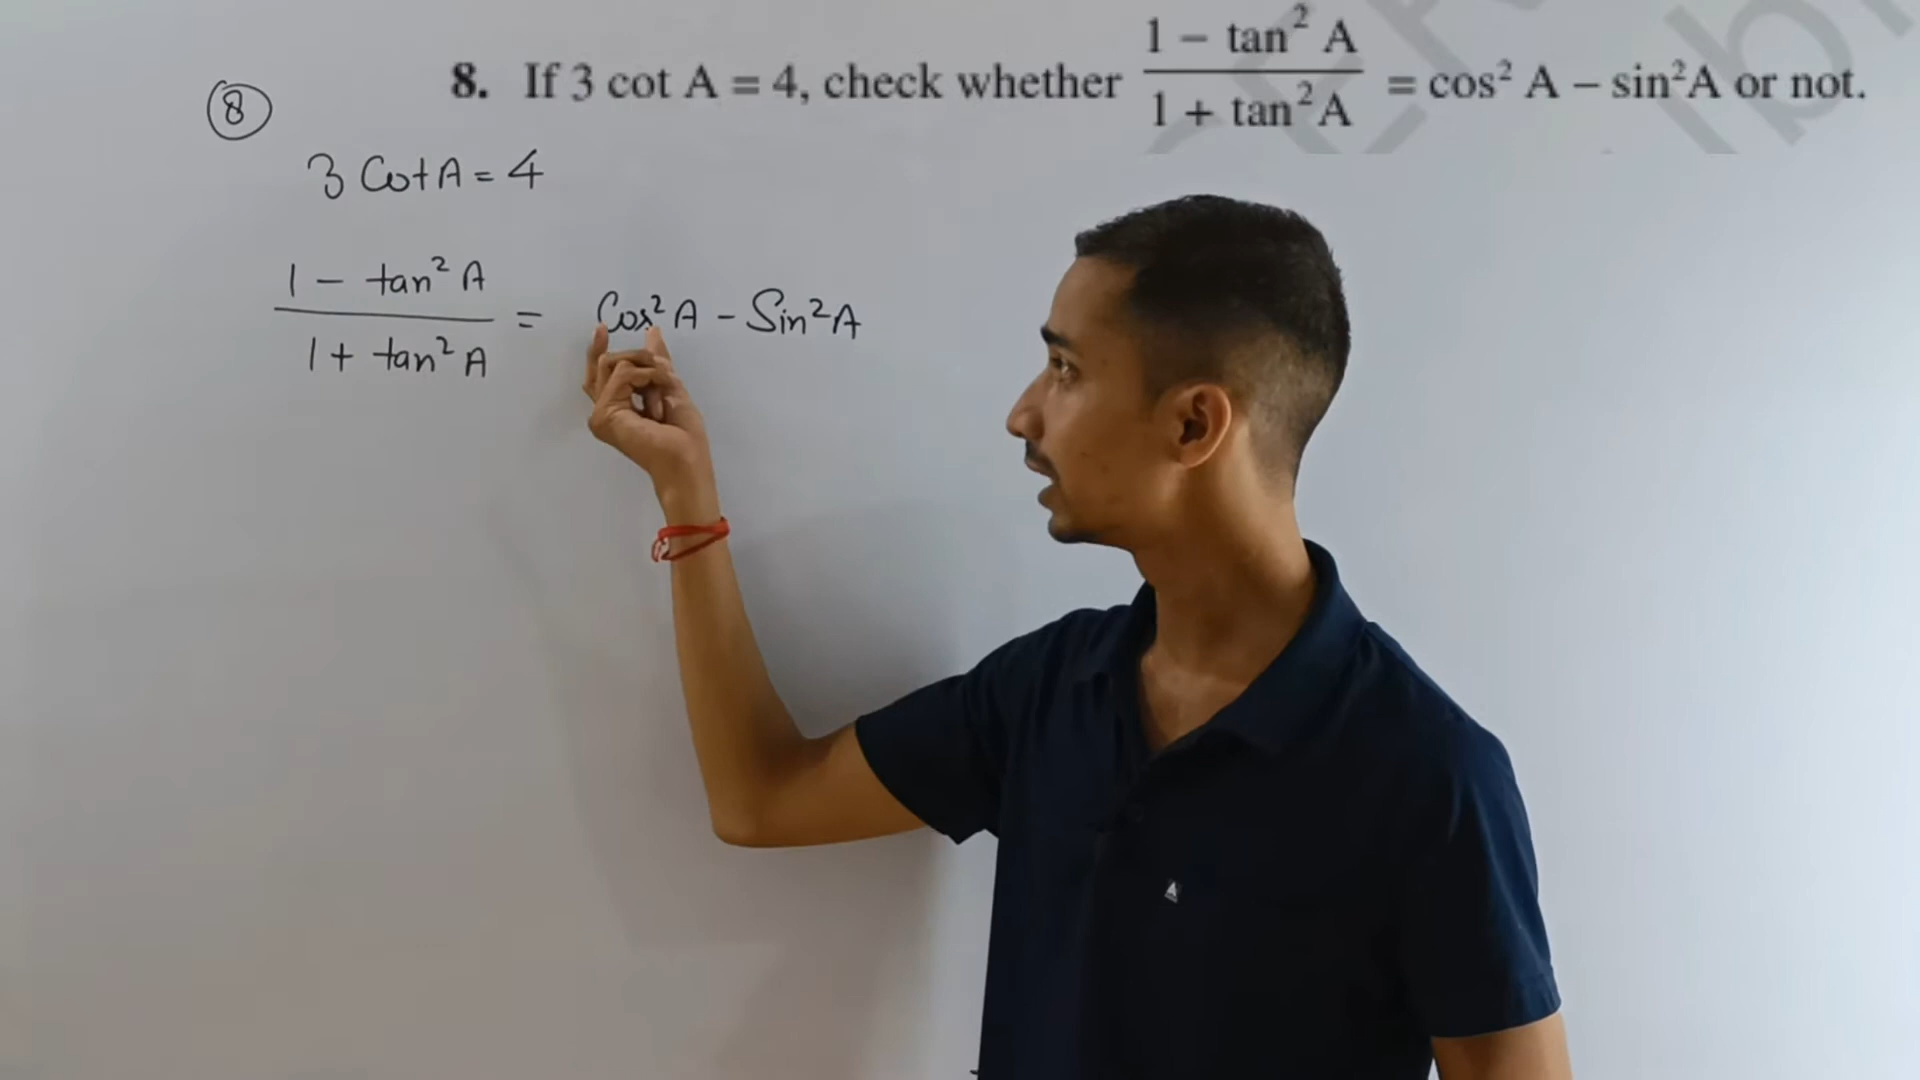 8. If 3 cot A = 4, check whether (1 – tan² A)/(1 + tan² A) = cos² A – sin² A or not.
⑧
3 Cot A = 4
(1 – tan² A)/(1 + tan² A) = Cos² A – Sin² A